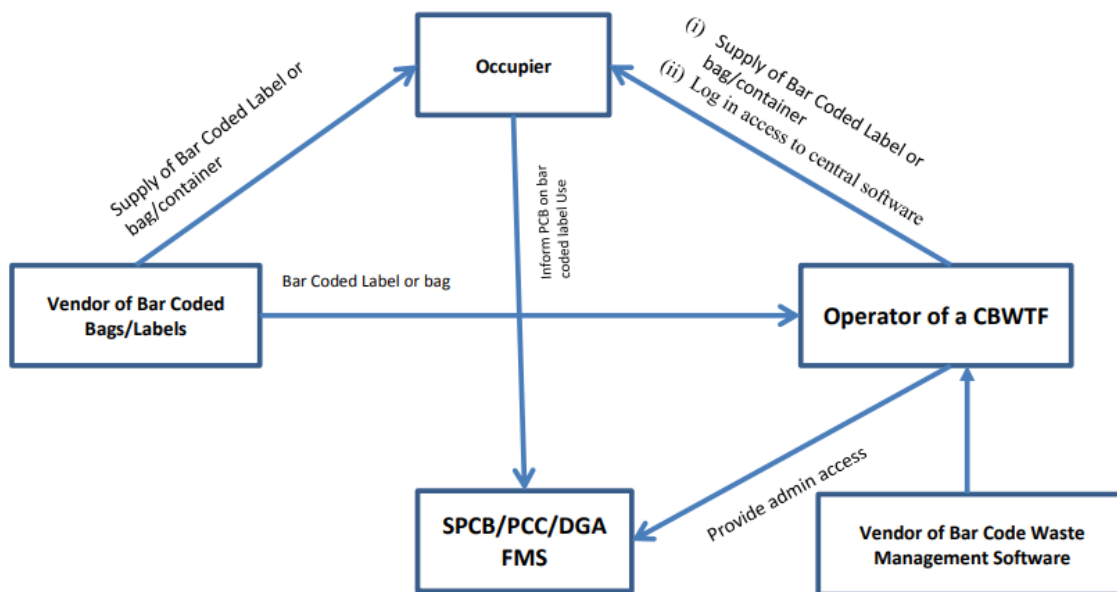 Occupier
(i) Supply of Bar Coded Label or
bag/container
(ii) Log in access to central software
Supply of Bar Coded Label or
bag/container
Inform PCB on bar
coded label Use
Vendor of Bar Coded
Bags/Labels
Bar Coded Label or bag
Operator of a CBWTF
Provide admin access
SPCB/PCC/DGA
FMS
Vendor of Bar Code Waste
Management Software